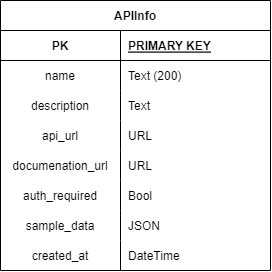 APIInfo
PK PRIMARY KEY
name Text (200)
description Text
api_url URL
documenation_url URL
auth_required Bool
sample_data JSON
created_at DateTime